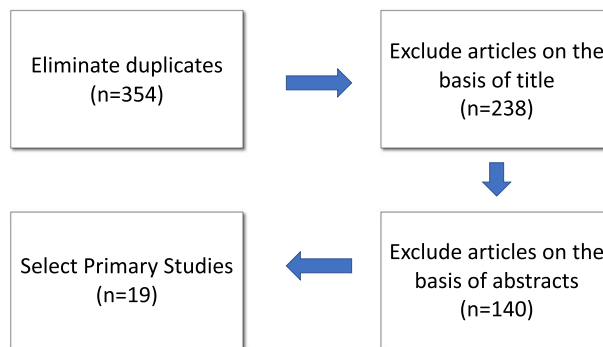 Eliminate duplicates
(n=354)
Exclude articles on the
basis of title
(n=238)
Exclude articles on the
basis of abstracts
(n=140)
Select Primary Studies
(n=19)